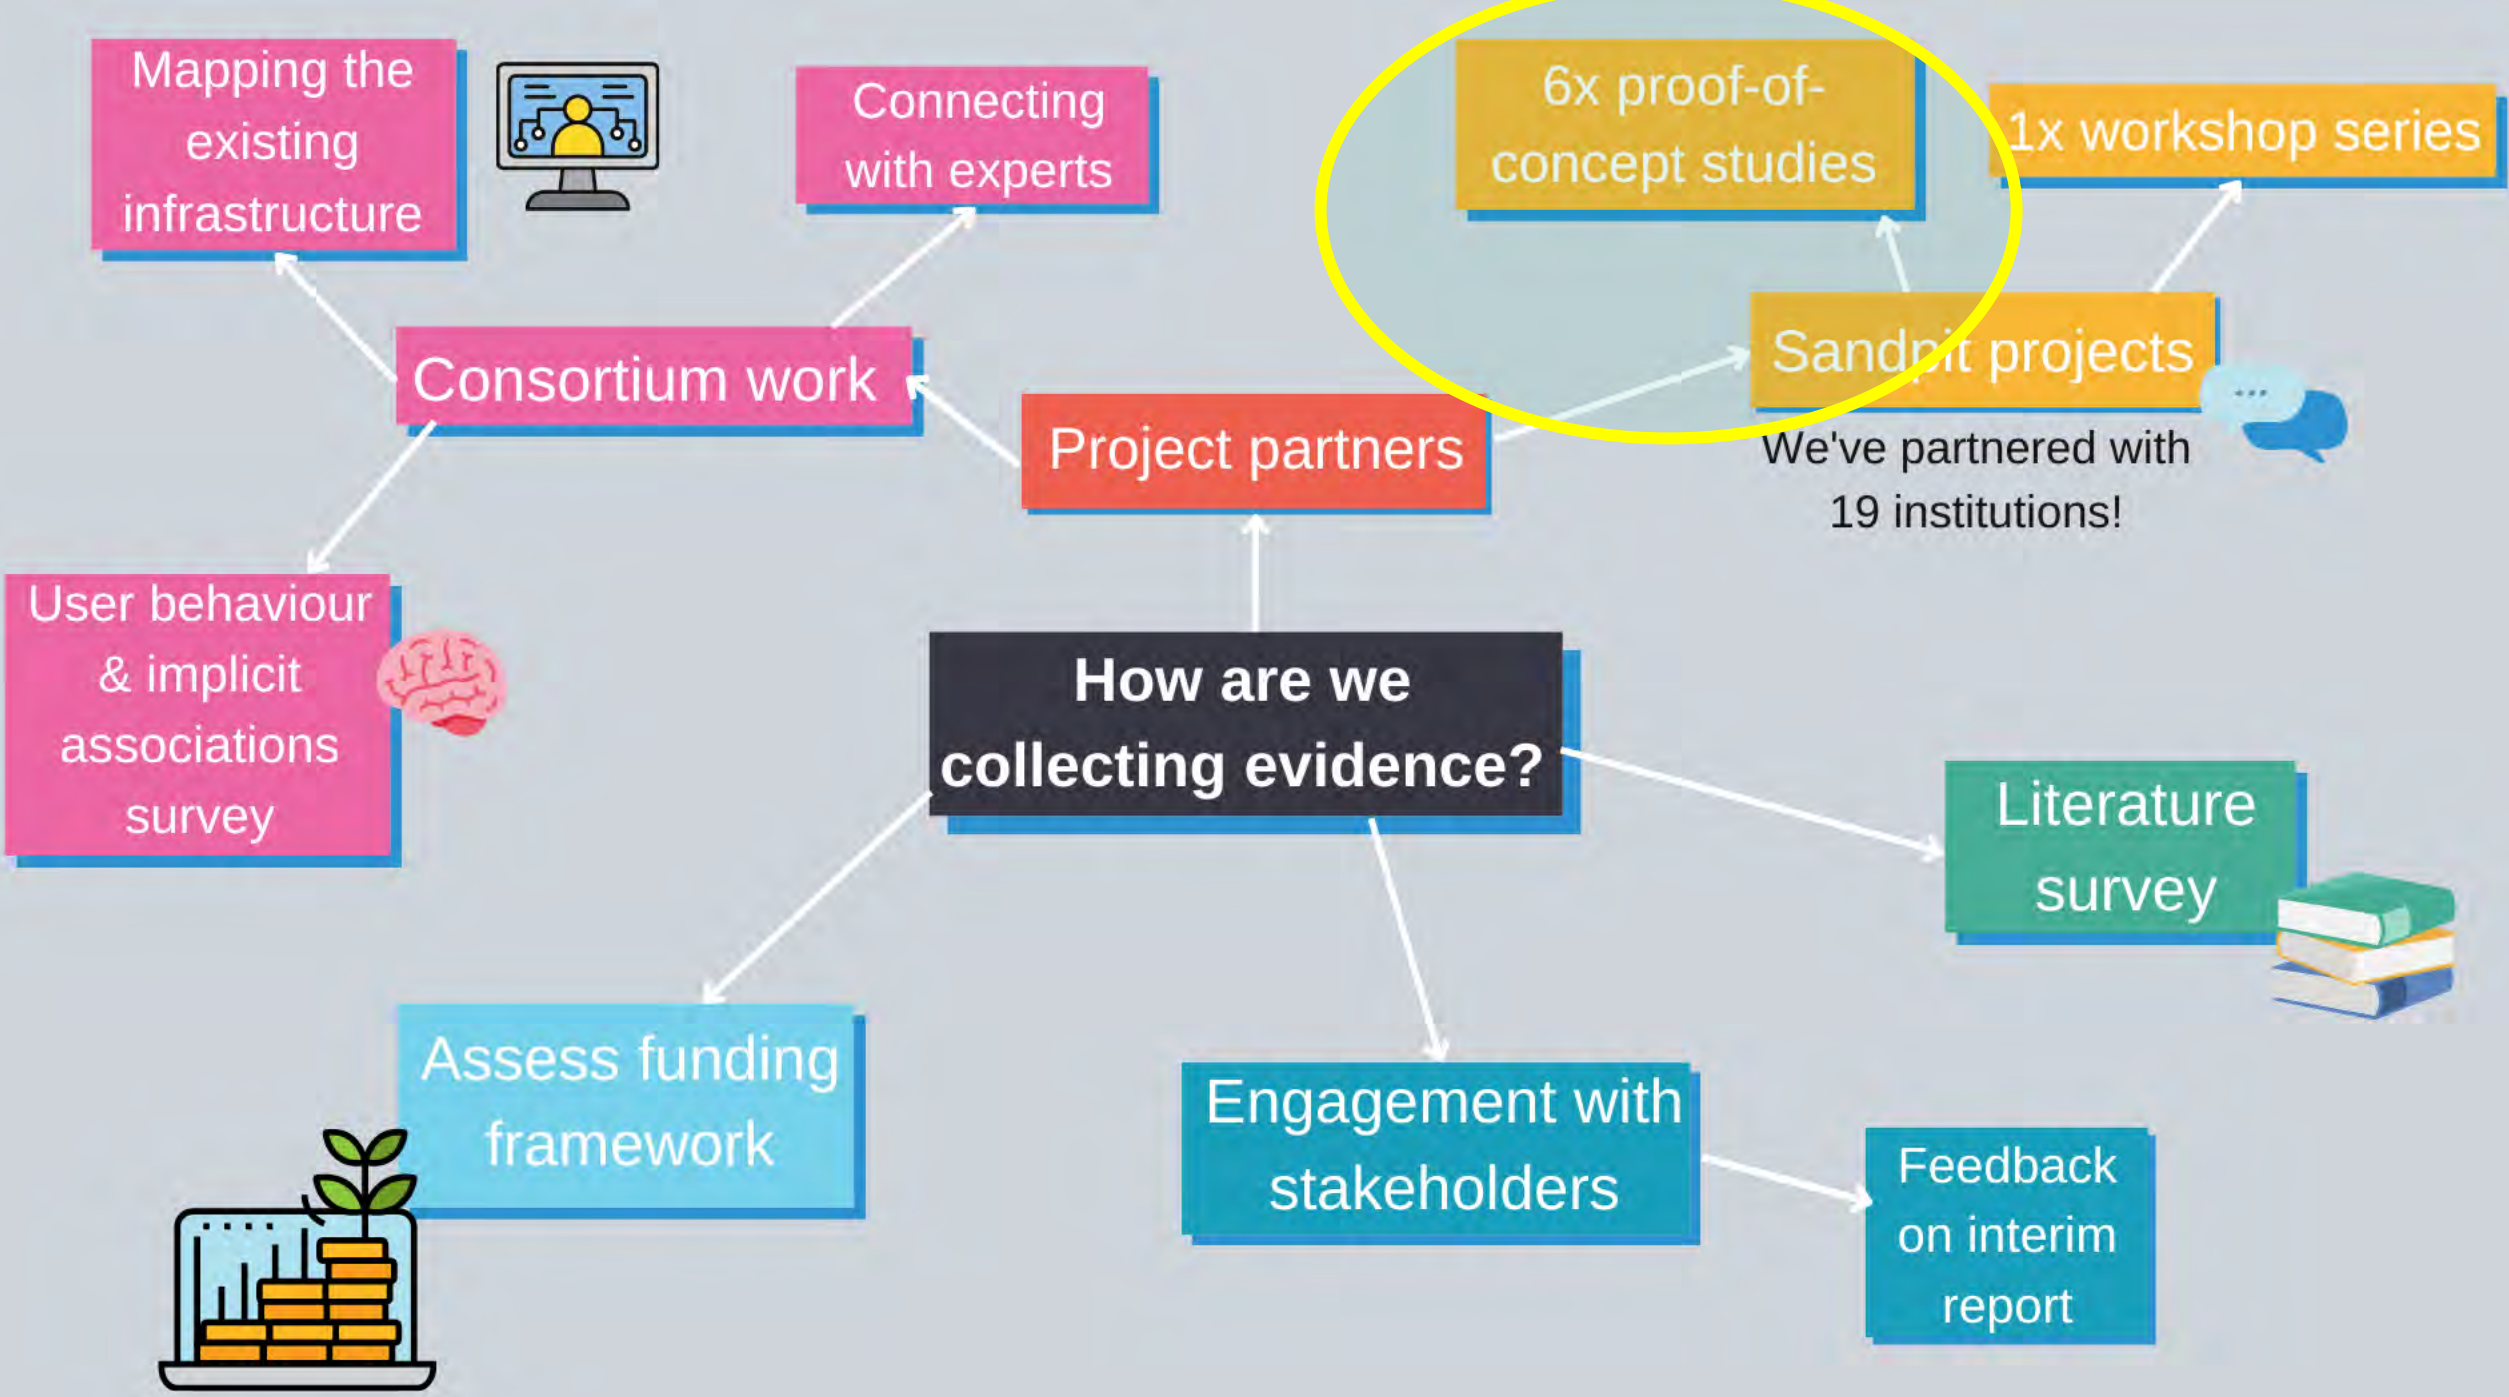 Mapping the
existing
infrastructure
Connecting
with experts
6x proof-of-
concept studies
1x workshop series
Consortium work
Project partners
Sandpit projects
We've partnered with
19 institutions!
User behaviour
& implicit
associations
survey
How are we
collecting evidence?
Literature
survey
Assess funding
framework
Engagement with
stakeholders
Feedback
on interim
report